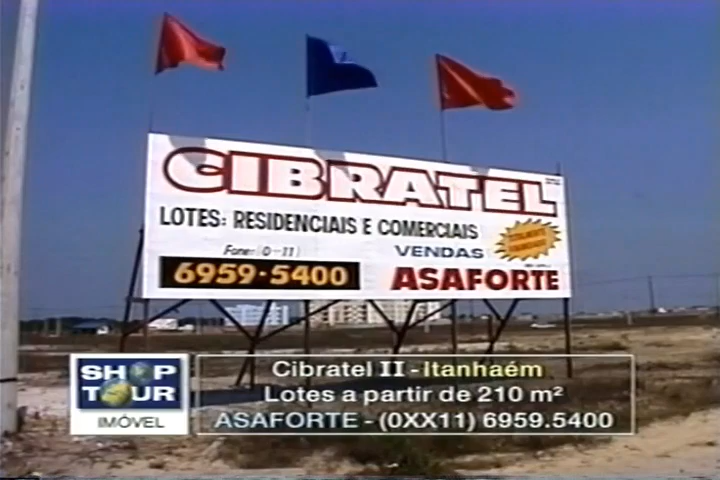 CIBRATEL
LOTES: RESIDENCIAIS E COMERCIAIS
Fone: (0-11)
6959·5400
VENDAS
ASAFORTE
SHOP
TOUR
IMÓVEL
Cibratel II - Itanhaém
Lotes a partir de 210 m²
ASAFORTE - (0XX11) 6959.5400